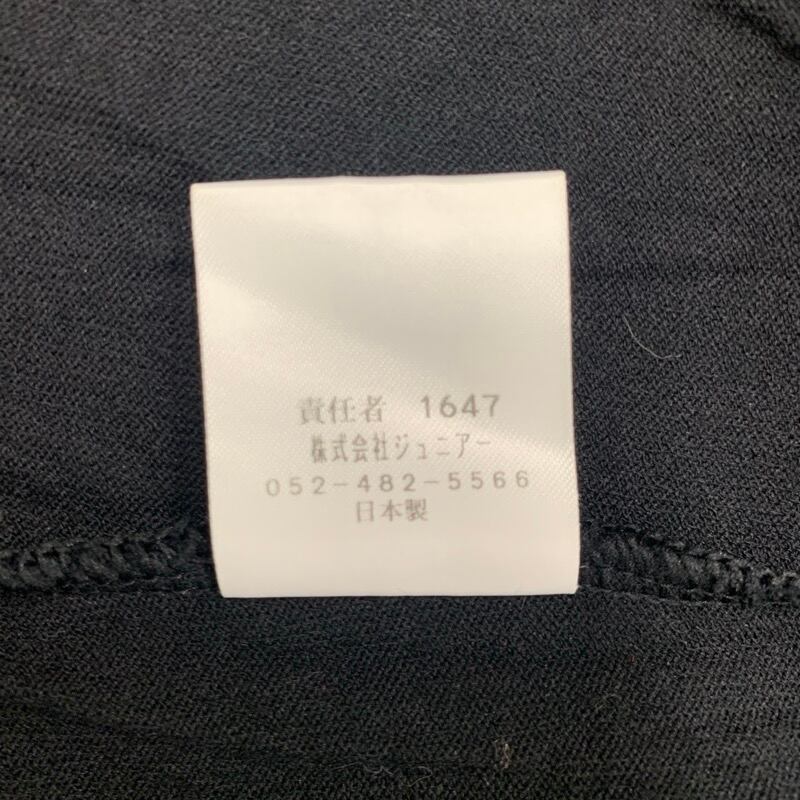 責任者 1647
株式会社ジュニアー
052-482-5566
日本製